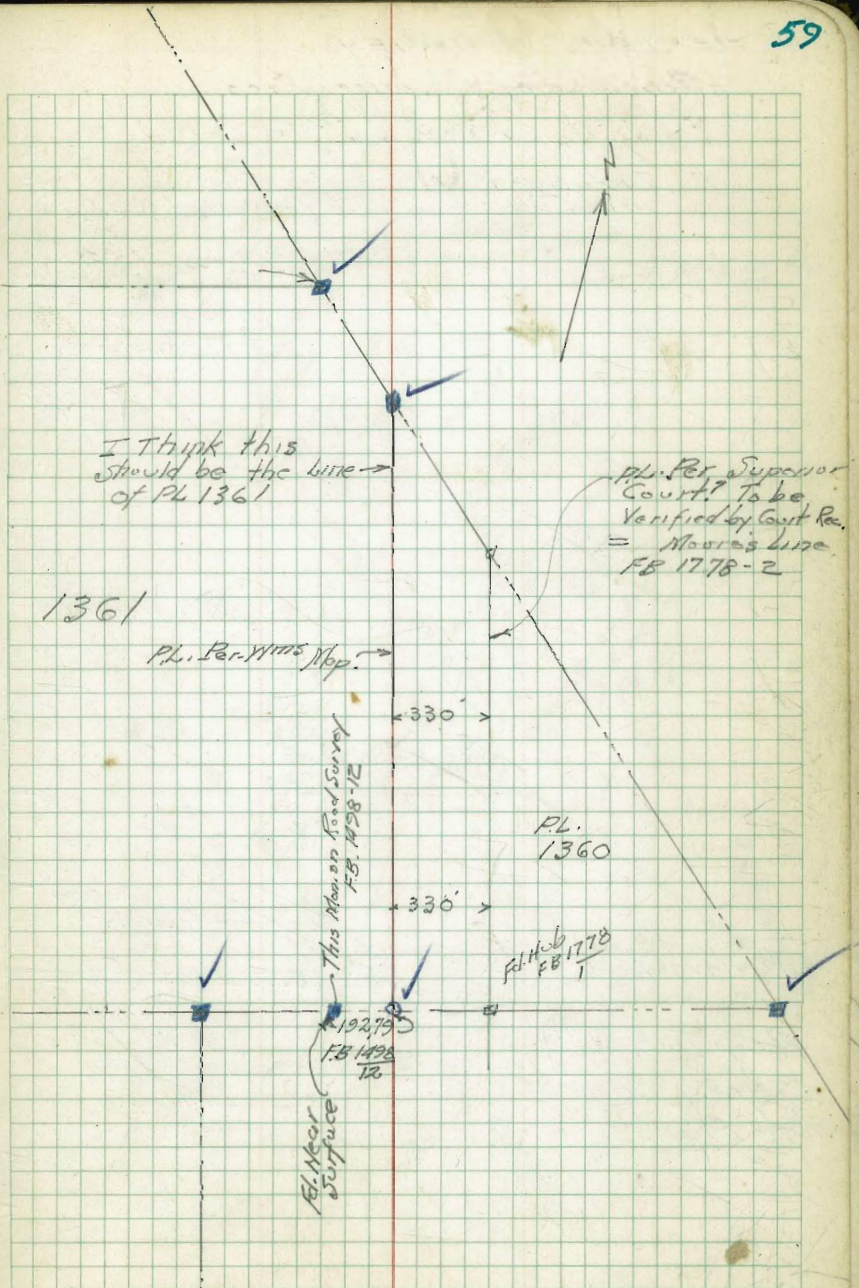 59
N
I Think this
should be the Line
of PL 1361
P.L. Per Superior
Court? To be
Verified by Court Rec.
= Moore's Line
FB 1778-2
1361
P.L. Per Wms Map.
330'
This Mon. on Road Survey
F.B. 1498-12
P.L.
1360
330'
Fd. Hub
FB 1778
1
192.79
F.B 1498
12
Fd. Near
Surface